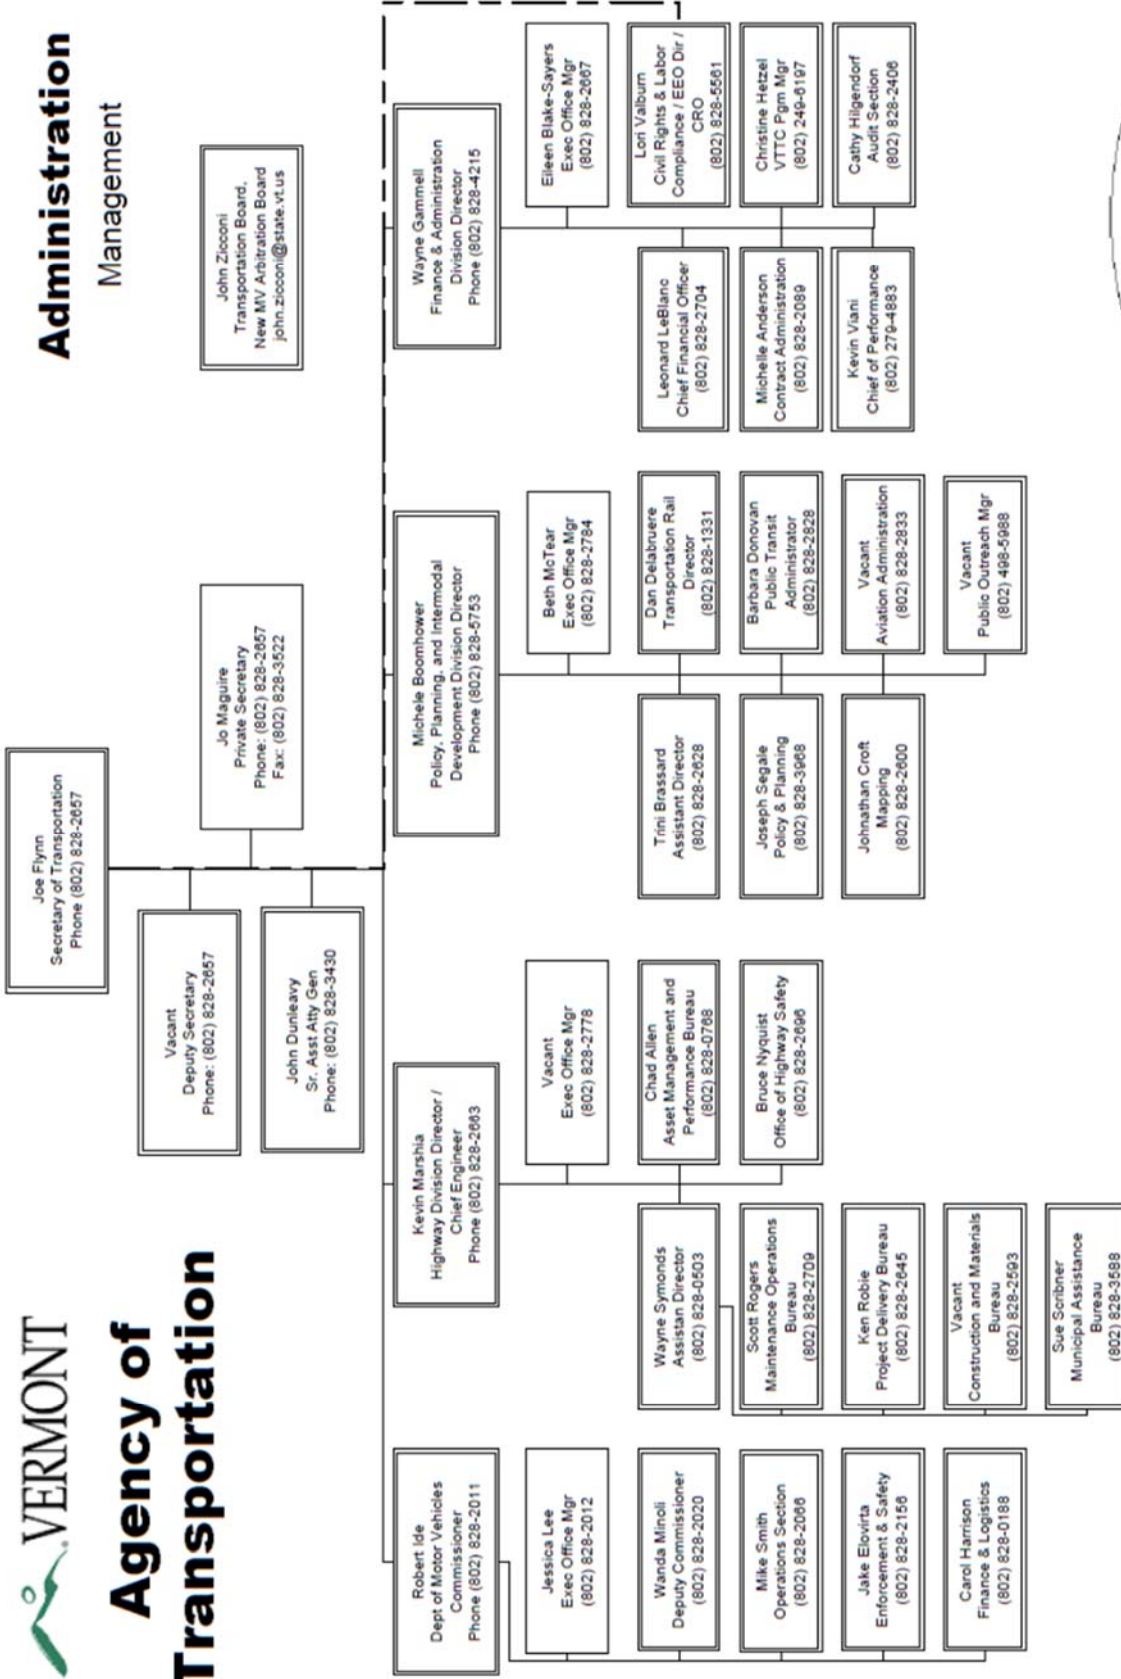 VERMONT
Agency of
Transportation
Administration
Management
Joe Flynn
Secretary of Transportation
Phone (802) 828-2657
Vacant
Deputy Secretary
Phone: (802) 828-2657
Jo Maguire
Private Secretary
Phone: (802) 828-2657
Fax: (802) 828-3522
John Zicconi
Transportation Board,
New MV Arbitration Board
john.zicconi@state.vt.us
John Dunleavy
Sr. Asst Atty Gen
Phone: (802) 828-3430
Robert Ide
Dept of Motor Vehicles
Commissioner
Phone (802) 828-2011
Kevin Marshia
Highway Division Director /
Chief Engineer
Phone (802) 828-2663
Michele Boomhower
Policy, Planning, and Intermodal
Development Division Director
Phone (802) 828-5753
Wayne Gammell
Finance & Administration
Division Director
Phone (802) 828-4215
Jessica Lee
Exec Office Mgr
(802) 828-2012
Wanda Minoli
Deputy Commissioner
(802) 828-2020
Mike Smith
Operations Section
(802) 828-2066
Jake Elovirta
Enforcement & Safety
(802) 828-2156
Carol Harrison
Finance & Logistics
(802) 828-0188
Vacant
Exec Office Mgr
(802) 828-2778
Wayne Symonds
Assistan Director
(802) 828-0503
Chad Allen
Asset Management and
Performance Bureau
(802) 828-0768
Scott Rogers
Maintenance Operations
Bureau
(802) 828-2709
Bruce Nyquist
Office of Highway Safety
(802) 828-2696
Ken Robie
Project Delivery Bureau
(802) 828-2645
Vacant
Construction and Materials
Bureau
(802) 828-2593
Sue Scribner
Municipal Assistance
Bureau
(802) 828-3588
Beth McTear
Exec Office Mgr
(802) 828-2784
Trini Brassard
Assistant Director
(802) 828-2628
Dan Delabruere
Transportation Rail
Director
(802) 828-1331
Joseph Segale
Policy & Planning
(802) 828-3968
Barbara Donovan
Public Transit
Administrator
(802) 828-2828
Johnathan Croft
Mapping
(802) 828-2600
Vacant
Aviation Administration
(802) 828-2833
Vacant
Public Outreach Mgr
(802) 498-5988
Eileen Blake-Sayers
Exec Office Mgr
(802) 828-2667
Leonard LeBlanc
Chief Financial Officer
(802) 828-2704
Lori Valburn
Civil Rights & Labor
Compliance / EEO Dir /
CRO
(802) 828-5561
Michelle Anderson
Contract Administration
(802) 828-2089
Christine Hetzel
VTTC Pgm Mgr
(802) 249-6197
Kevin Viani
Chief of Performance
(802) 279-4883
Cathy Hilgendorf
Audit Section
(802) 828-2406